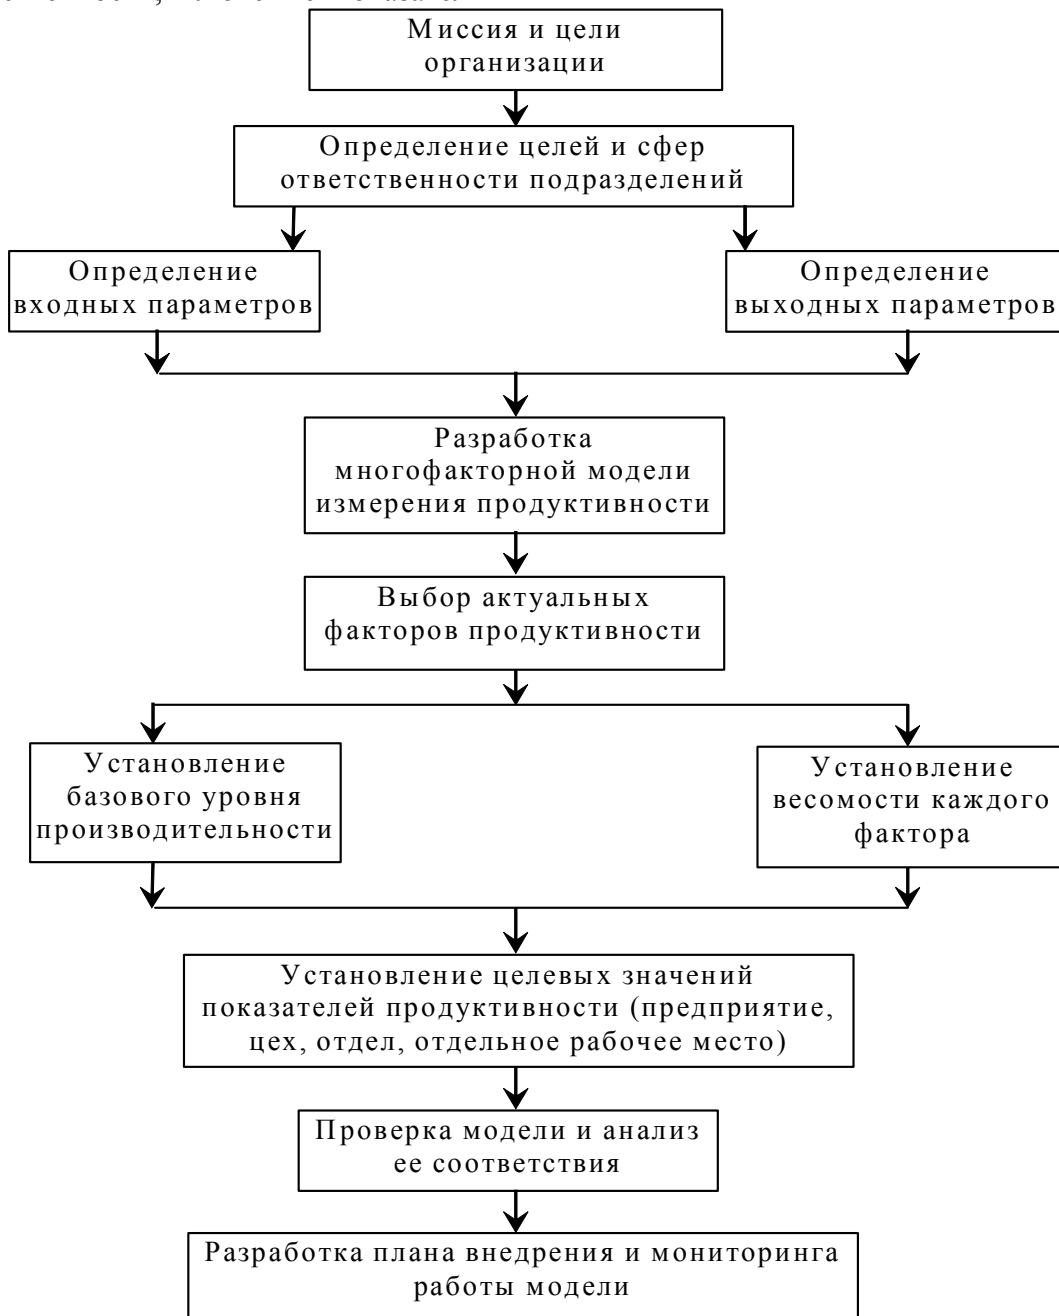 Миссия и цели
организации
Определение целей и сфер
ответственности подразделений
Определение
входных параметров
Определение
выходных параметров
Разработка
многофакторной модели
измерения продуктивности
Выбор актуальных
факторов продуктивности
Установление
базового уровня
производительности
Установление
весомости каждого
фактора
Установление целевых значений
показателей продуктивности (предприятие,
цех, отдел, отдельное рабочее место)
Проверка модели и анализ
ее соответствия
Разработка плана внедрения и мониторинга
работы модели